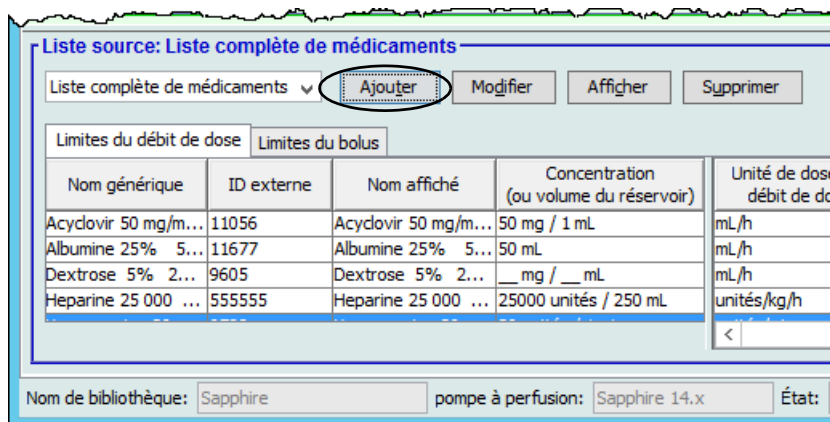 Liste source: Liste complète de médicaments
Liste complète de médicaments Ajouter Modifier Afficher Supprimer
Limites du débit de dose Limites du bolus
Nom générique ID externe Nom affiché Concentration (ou volume du réservoir) Unité de dose débit de do
Acyclovir 50 mg/m... 11056 Acyclovir 50 mg/m... 50 mg / 1 mL mL/h
Albumine 25% 5... 11677 Albumine 25% 5... 50 mL mL/h
Dextrose 5% 2... 9605 Dextrose 5% 2... __ mg / __ mL mL/h
Heparine 25 000 ... 555555 Heparine 25 000 ... 25000 unités / 250 mL unités/kg/h
Nom de bibliothèque: Sapphire pompe à perfusion: Sapphire 14.x État: